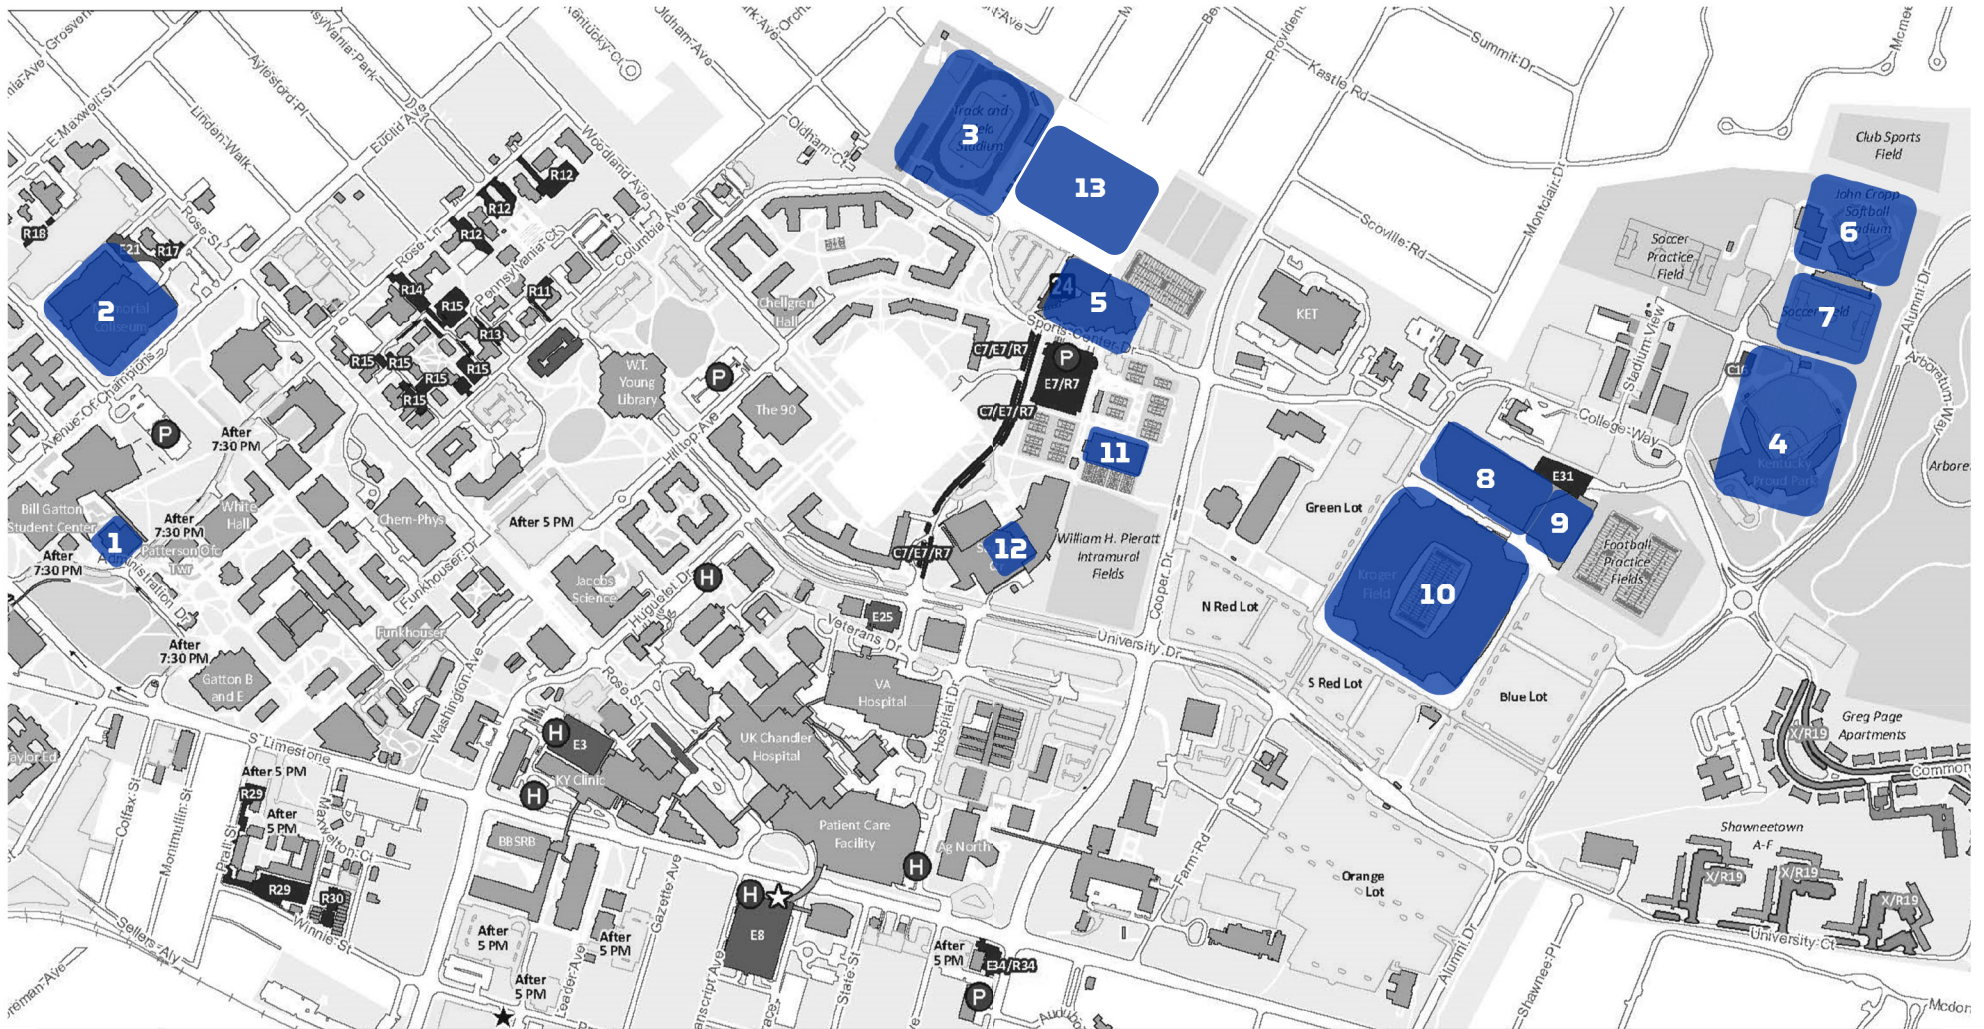 Grosven
E·Maxwell·St
Aylesford·Pl
Linden·Walk
Euclid·Ave
Kentucky·Ct
Oldham·Ave
Woodland·Ave
Oldham·Ct
Columbia·Ave
Kastle·Rd
Summit·Dr
Scoville·Rd
Montclair·Dr
Club Sports
Field
Track and
Field
Stadium
3
13
John Cropp
Softball
Stadium
6
Soccer
Practice
Field
Soccer Field
7
Alumni·Dr
Arboretum·Way
R18
E21
R17
Rose·St
2
Memorial
Coliseum
R12
R12
R12
Rose·Ln
Pennsylvania·Ct
R14
R15
R11
R13
R15
R15
R15
R15
R15
Chellgren
Hall
24
5
Sports·Center·Dr
KET
C7/E7/R7
P
E7/R7
C7/E7/R7
W.T.
Young
Library
P
The 90
Hilltop·Ave
11
Stadium·View
College·Way
4
Kentucky
Proud Park
Avenue·Of·Champions
P
After
7:30 PM
Bill Gatton
Student Center
White
Hall
After
7:30 PM
1
Patterson Ofc
Twr
After
7:30 PM
Administration
Chem-Phys
After 5 PM
Funkhouser·Dr
Funkhouser
Jacobs
Science
Huguelet·Dr
H
C7/E7/R7
12
William H. Pieratt
Intramural
Fields
Cooper·Dr
Green Lot
8
E31
9
Football
Practice
Fields
Kroger
Field
10
N Red Lot
S Red Lot
Blue Lot
University·Dr
E25
Veterans·Dr
VA
Hospital
Hospital·Dr
After
7:30 PM
Gatton B
and E
Washington·Ave
Rose·St
H
E3
KY Clinic
H
UK Chandler
Hospital
Patient Care
Facility
Ag North
H
Greg Page
Apartments
X/R19
Shawneetown
A-F
X/R19
X/R19
X/R19
University·Ct
S Limestone
Colfax·St
Montmullin·St
After 5 PM
R29
After
5 PM
Maxwelton·Ct
Prall·St
R29
R30
Winnie·St
Sellers·Aly
BBSRB
H
E8
After
5 PM
After
5 PM
After
5 PM
Leader·Ave
Gazette·Ave
State·St
After
5 PM
E34/R34
P
Farm·Rd
Orange
Lot
Alumni·Dr
Shawnee·Pl